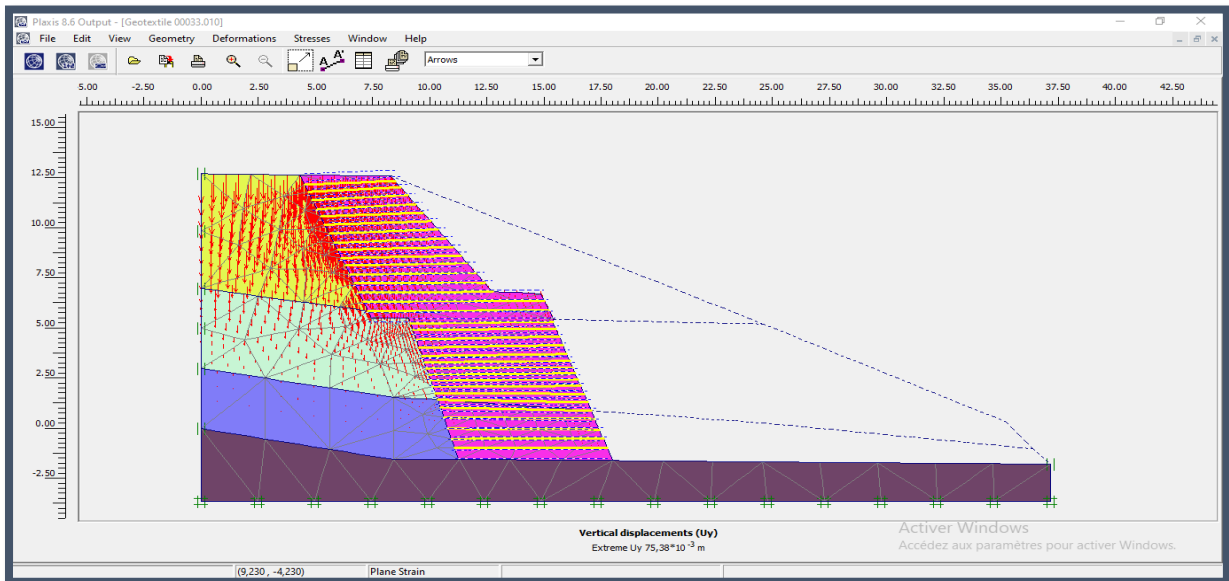 Plaxis 8.6 Output - [Geotextile 00033.010]
File Edit View Geometry Deformations Stresses Window Help
A A' Arrows
5.00 -2.50 0.00 2.50 5.00 7.50 10.00 12.50 15.00 17.50 20.00 22.50 25.00 27.50 30.00 32.50 35.00 37.50 40.00 42.50
15.00
12.50
10.00
7.50
5.00
2.50
0.00
-2.50
Vertical displacements (Uy)
Extreme Uy 75,38*10 -3 m
Activer Windows
Accédez aux paramètres pour activer Windows.
(9,230 , -4,230) Plane Strain